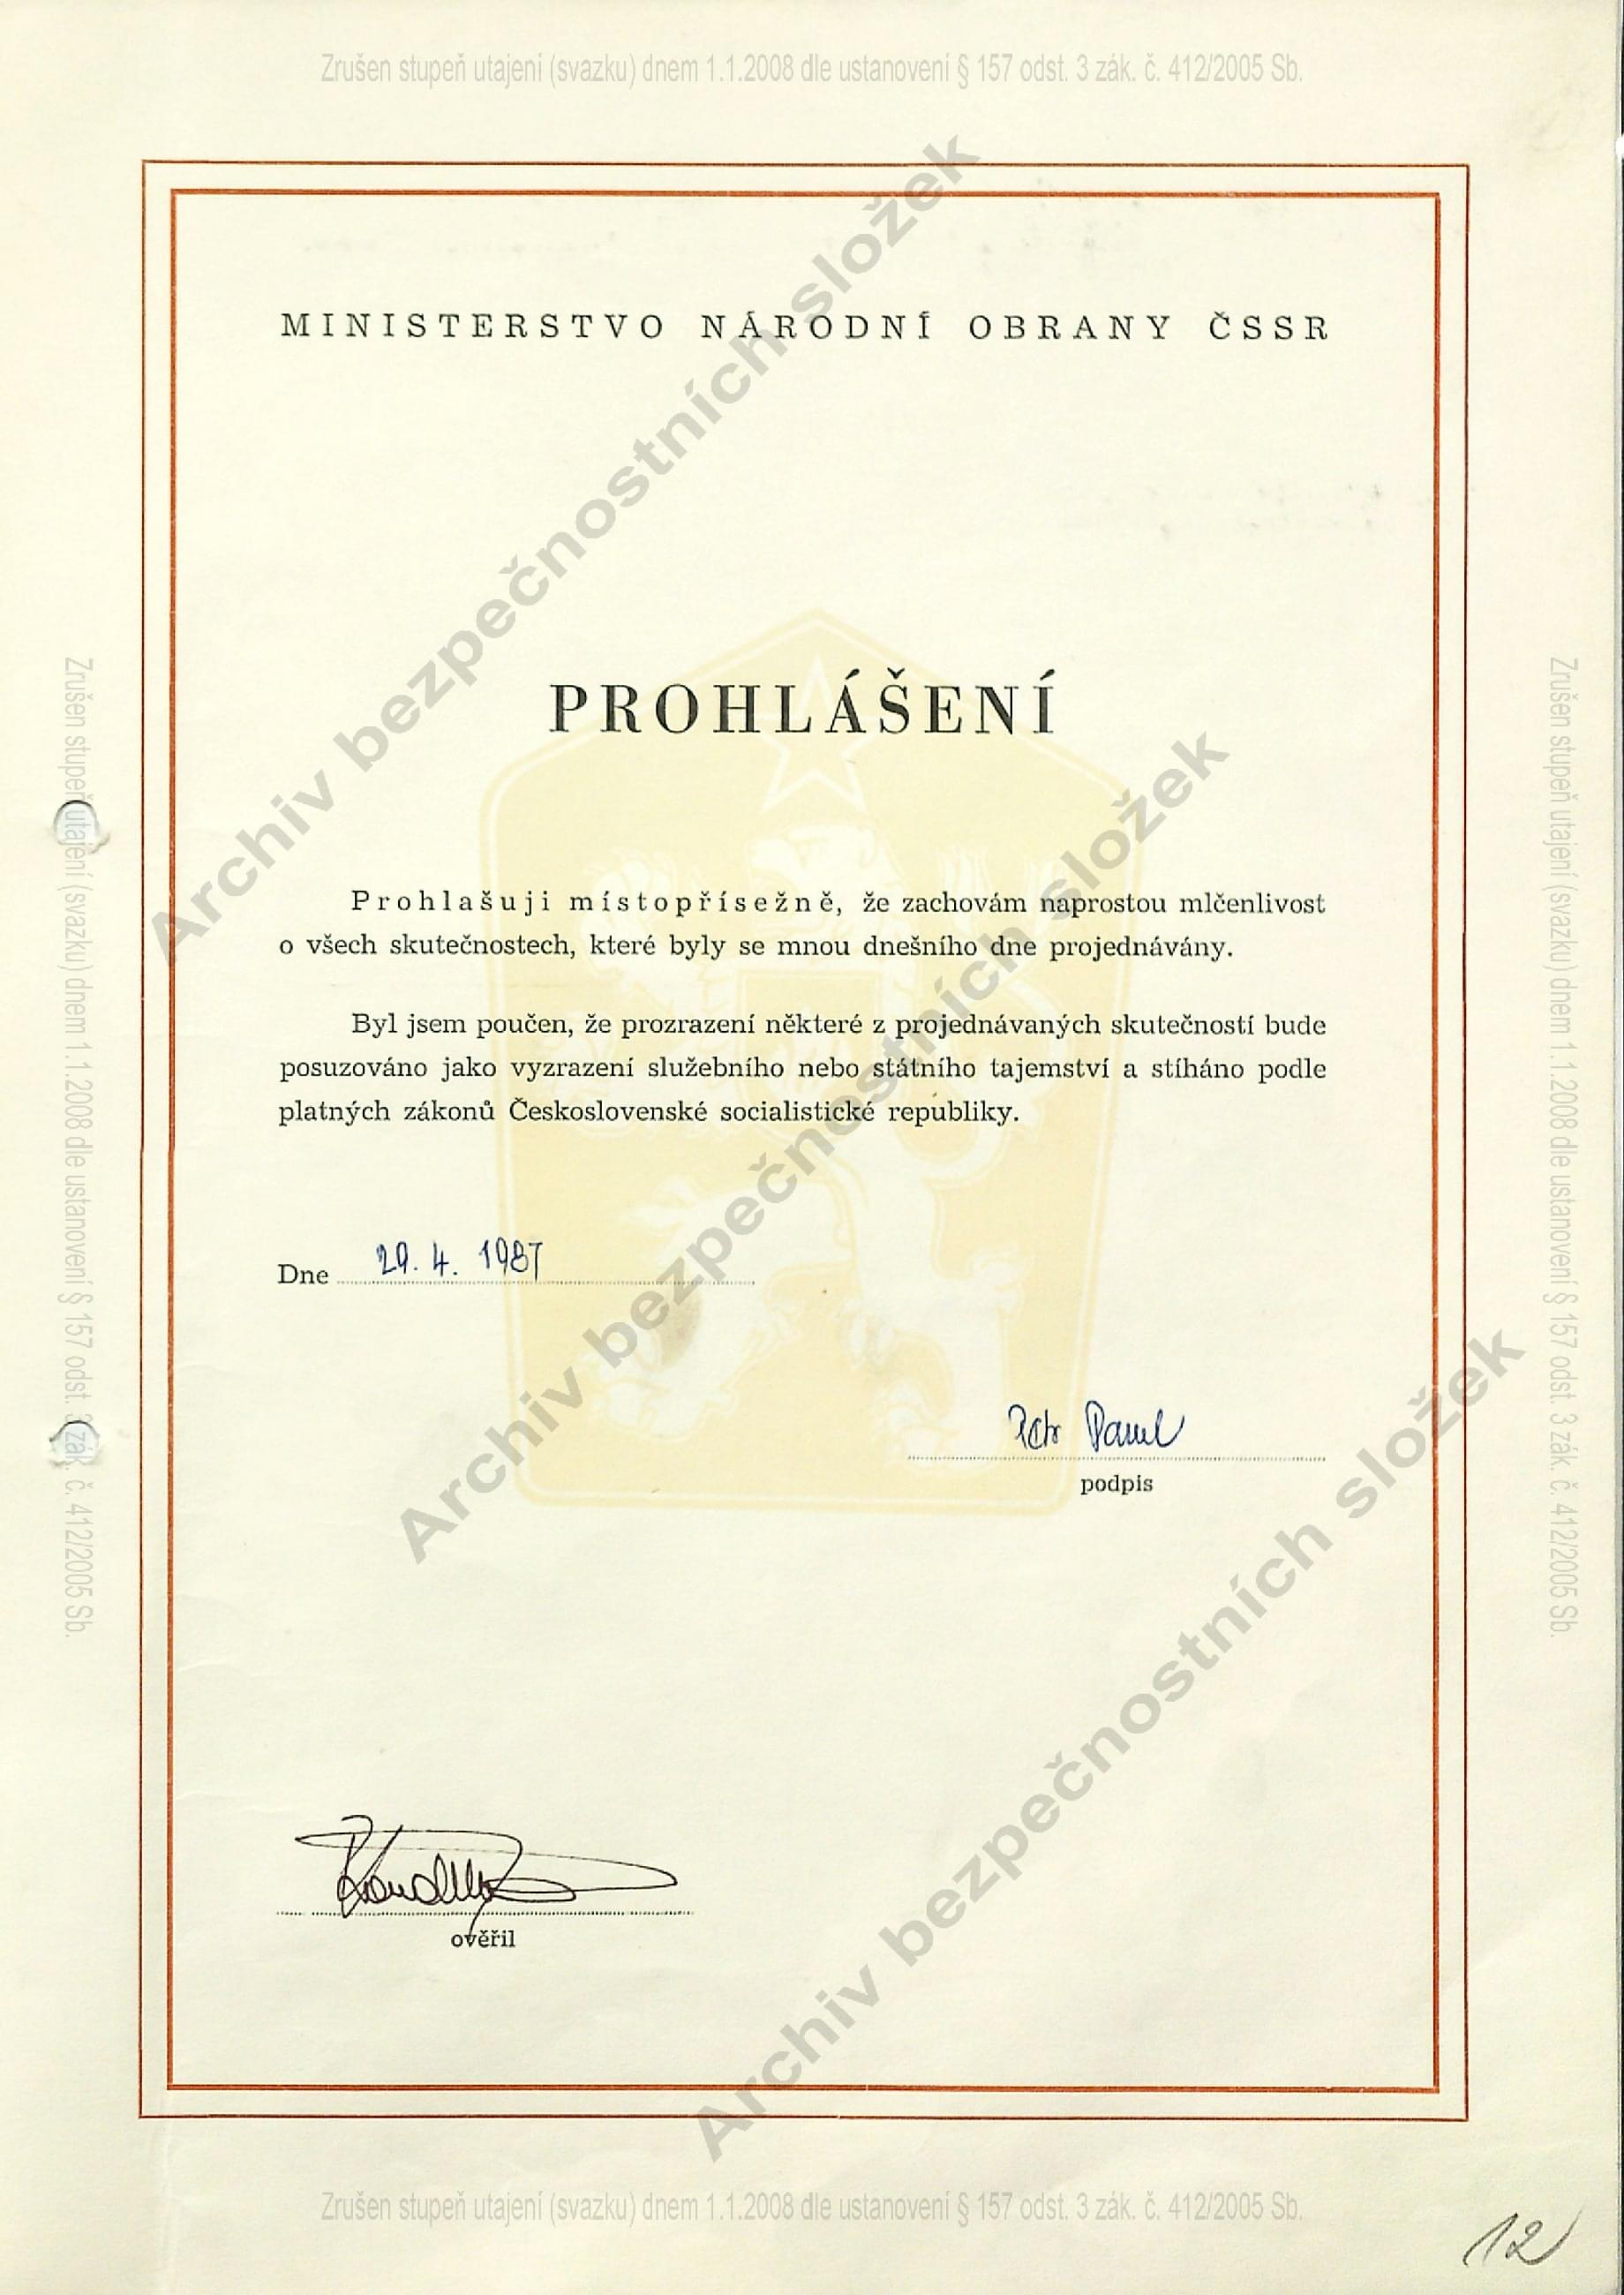 Zrušen stupeň utajení (svazku) dnem 1.1.2008 dle ustanovení § 157 odst. 3 zák. č. 412/2005 Sb.
MINISTERSTVO NÁRODNÍ OBRANY ČSSR
PROHLÁŠENÍ
Prohlašuji místopřísežně, že zachovám naprostou mlčenlivost
o všech skutečnostech, které byly se mnou dnešního dne projednávány.
Byl jsem poučen, že prozrazení některé z projednávaných skutečností bude
posuzováno jako vyzrazení služebního nebo státního tajemství a stíháno podle
platných zákonů Československé socialistické republiky.
Dne 29. 4. 1987
Petr Pavel
podpis
ověřil
Zrušen stupeň utajení (svazku) dnem 1.1.2008 dle ustanovení § 157 odst. 3 zák. č. 412/2005 Sb.
12
Zrušen stupeň utajení (svazku) dnem 1.1.2008 dle ustanovení § 157 odst. 3 zák. č. 412/2005 Sb.
Zrušen stupeň utajení (svazku) dnem 1.1.2008 dle ustanovení § 157 odst. 3 zák. č. 412/2005 Sb.
Archiv bezpečnostních složek
Archiv bezpečnostních složek
Archiv bezpečnostních složek